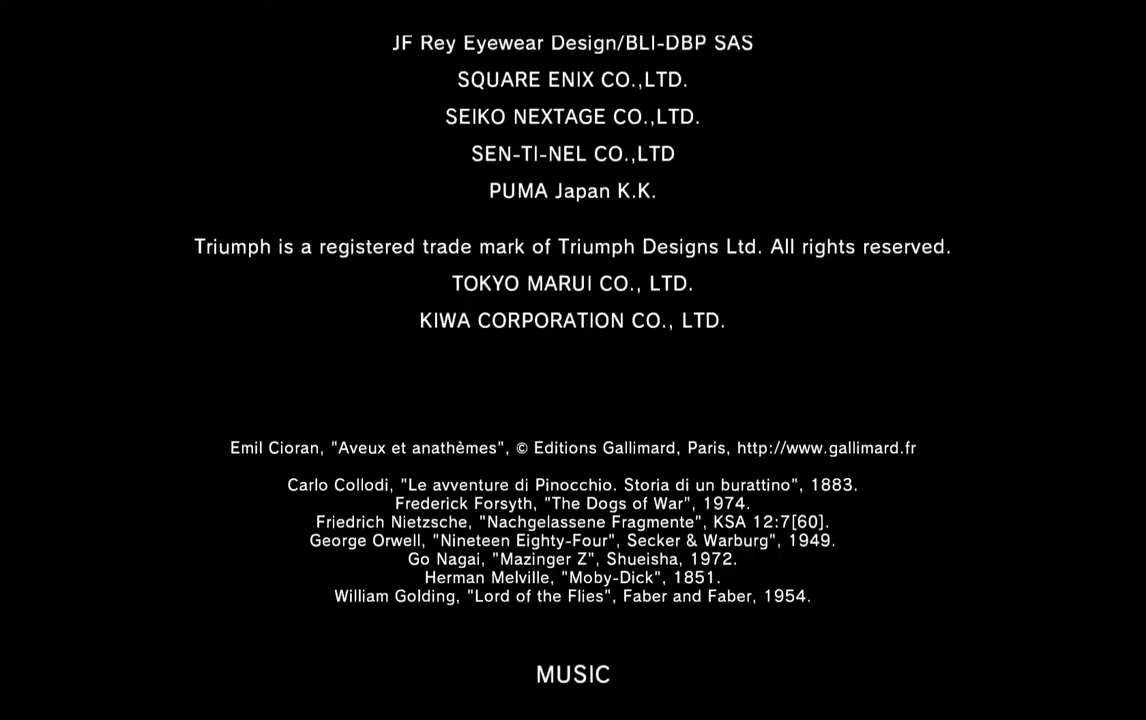 JF Rey Eyewear Design/BLI-DBP SAS
SQUARE ENIX CO.,LTD.
SEIKO NEXTAGE CO.,LTD.
SEN-TI-NEL CO.,LTD
PUMA Japan K.K.
Triumph is a registered trade mark of Triumph Designs Ltd. All rights reserved.
TOKYO MARUI CO., LTD.
KIWA CORPORATION CO., LTD.
Emil Cioran, "Aveux et anathèmes", © Editions Gallimard, Paris, http://www.gallimard.fr
Carlo Collodi, "Le avventure di Pinocchio. Storia di un burattino", 1883.
Frederick Forsyth, "The Dogs of War", 1974.
Friedrich Nietzsche, "Nachgelassene Fragmente", KSA 12:7[60].
George Orwell, "Nineteen Eighty-Four", Secker & Warburg", 1949.
Go Nagai, "Mazinger Z", Shueisha, 1972.
Herman Melville, "Moby-Dick", 1851.
William Golding, "Lord of the Flies", Faber and Faber, 1954.
MUSIC